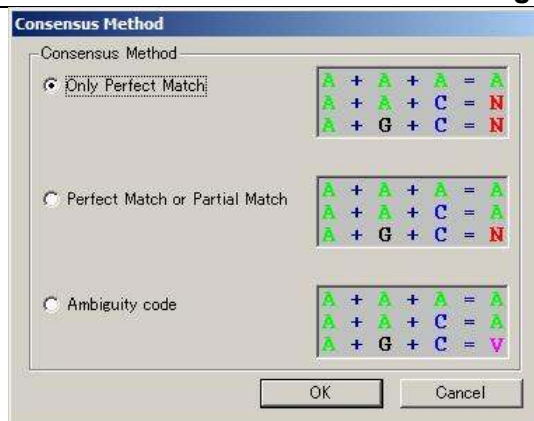 g
Consensus Method
Consensus Method
Only Perfect Match
A + A + A = A
A + A + C = N
A + G + C = N
Perfect Match or Partial Match
A + A + A = A
A + A + C = A
A + G + C = N
Ambiguity code
A + A + A = A
A + A + C = A
A + G + C = V
OK
Cancel